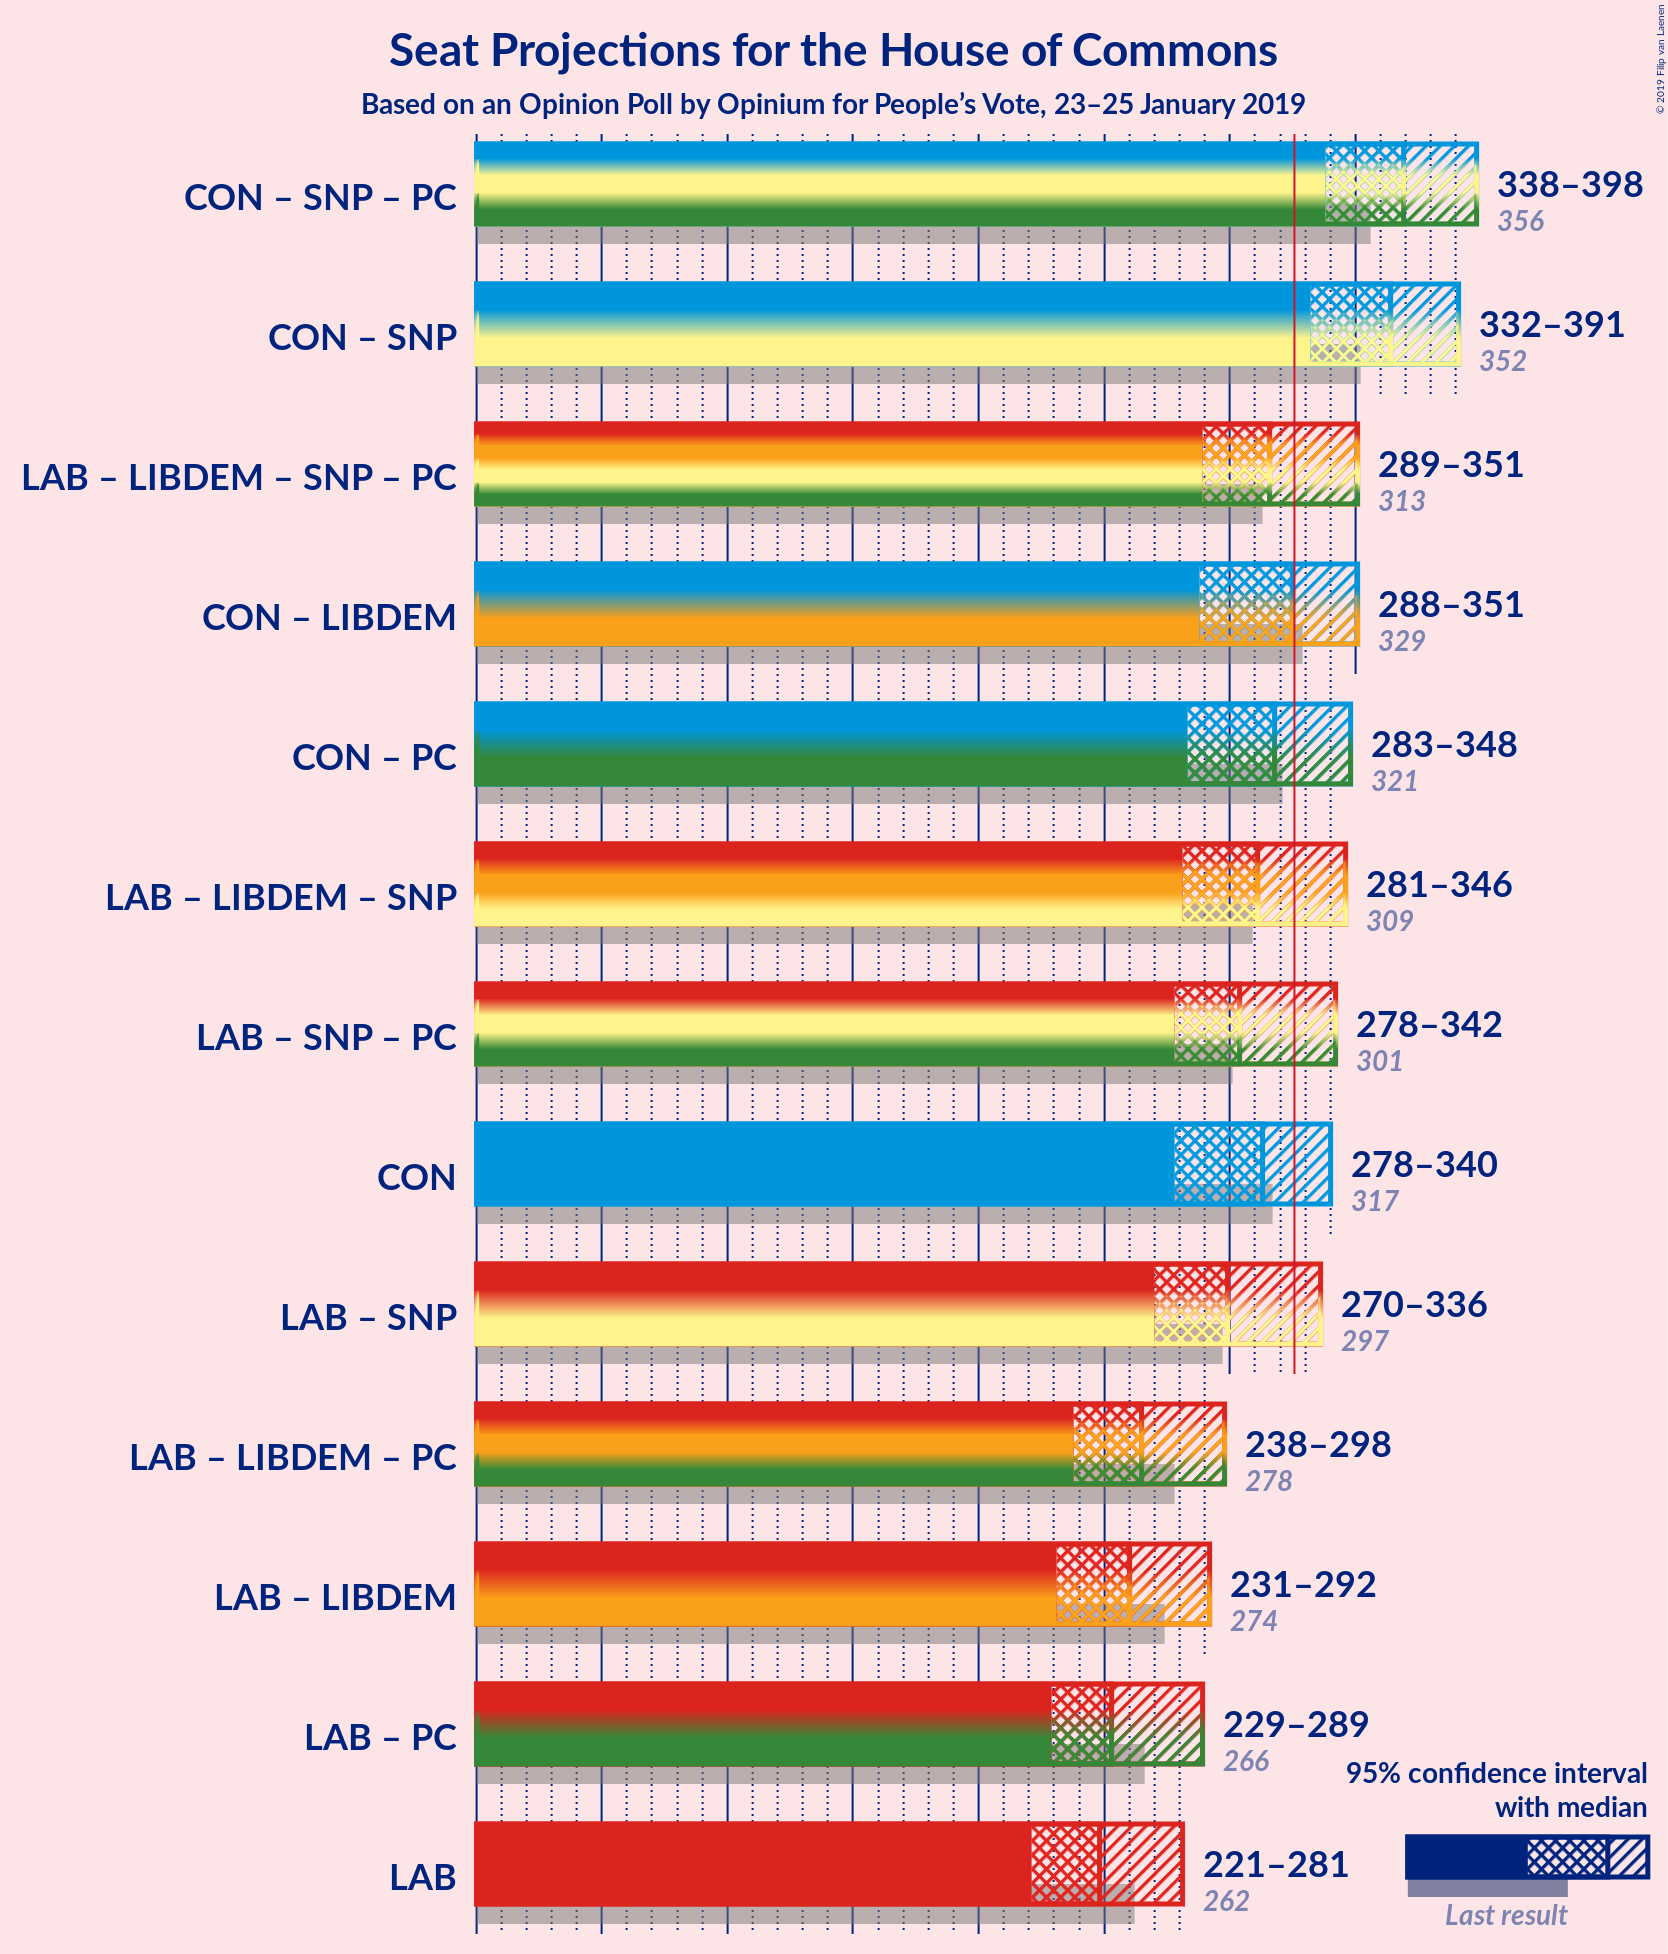 Seat Projections for the House of Commons
Based on an Opinion Poll by Opinium for People’s Vote, 23–25 January 2019
© 2019 Filip van Laenen
CON – SNP – PC
338–398
356
CON – SNP
332–391
352
LAB – LIBDEM – SNP – PC
289–351
313
CON – LIBDEM
288–351
329
CON – PC
283–348
321
LAB – LIBDEM – SNP
281–346
309
LAB – SNP – PC
278–342
301
CON
278–340
317
LAB – SNP
270–336
297
LAB – LIBDEM – PC
238–298
278
LAB – LIBDEM
231–292
274
LAB – PC
229–289
266
LAB
221–281
262
95% confidence interval
with median
Last result